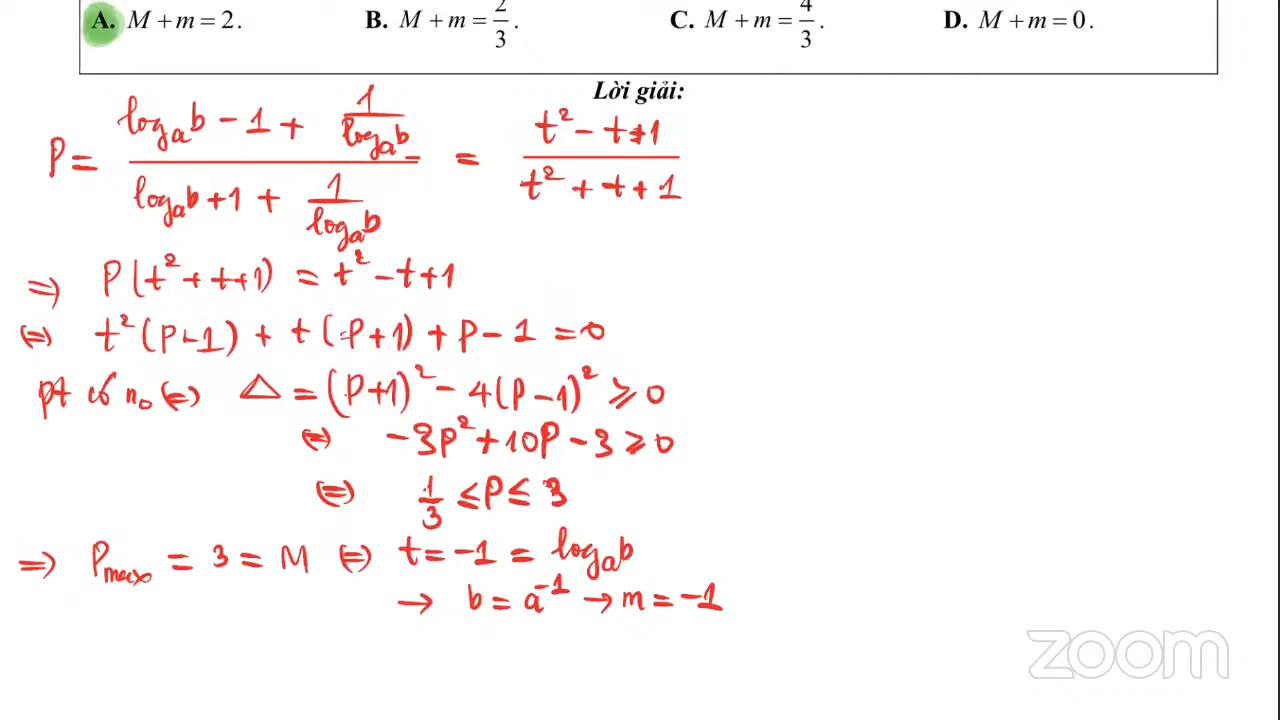 A. M + m = 2. B. M + m = 2/3. C. M + m = 4/3. D. M + m = 0.
Lời giải:
P = (log_a b - 1 + 1/(log_a b)) / (log_a b + 1 + 1/(log_a b)) = (t² - t + 1) / (t² + t + 1)
⇒ P(t² + t + 1) = t² - t + 1
⇔ t²(P - 1) + t(P + 1) + P - 1 = 0
pt có n₀ ⇔ Δ = (P + 1)² - 4(P - 1)² ≥ 0
⇔ -3P² + 10P - 3 ≥ 0
⇔ 1/3 ≤ P ≤ 3
⇒ P_max = 3 = M ⇔ t = -1 = log_a b
→ b = a⁻¹ → m = -1
zoom